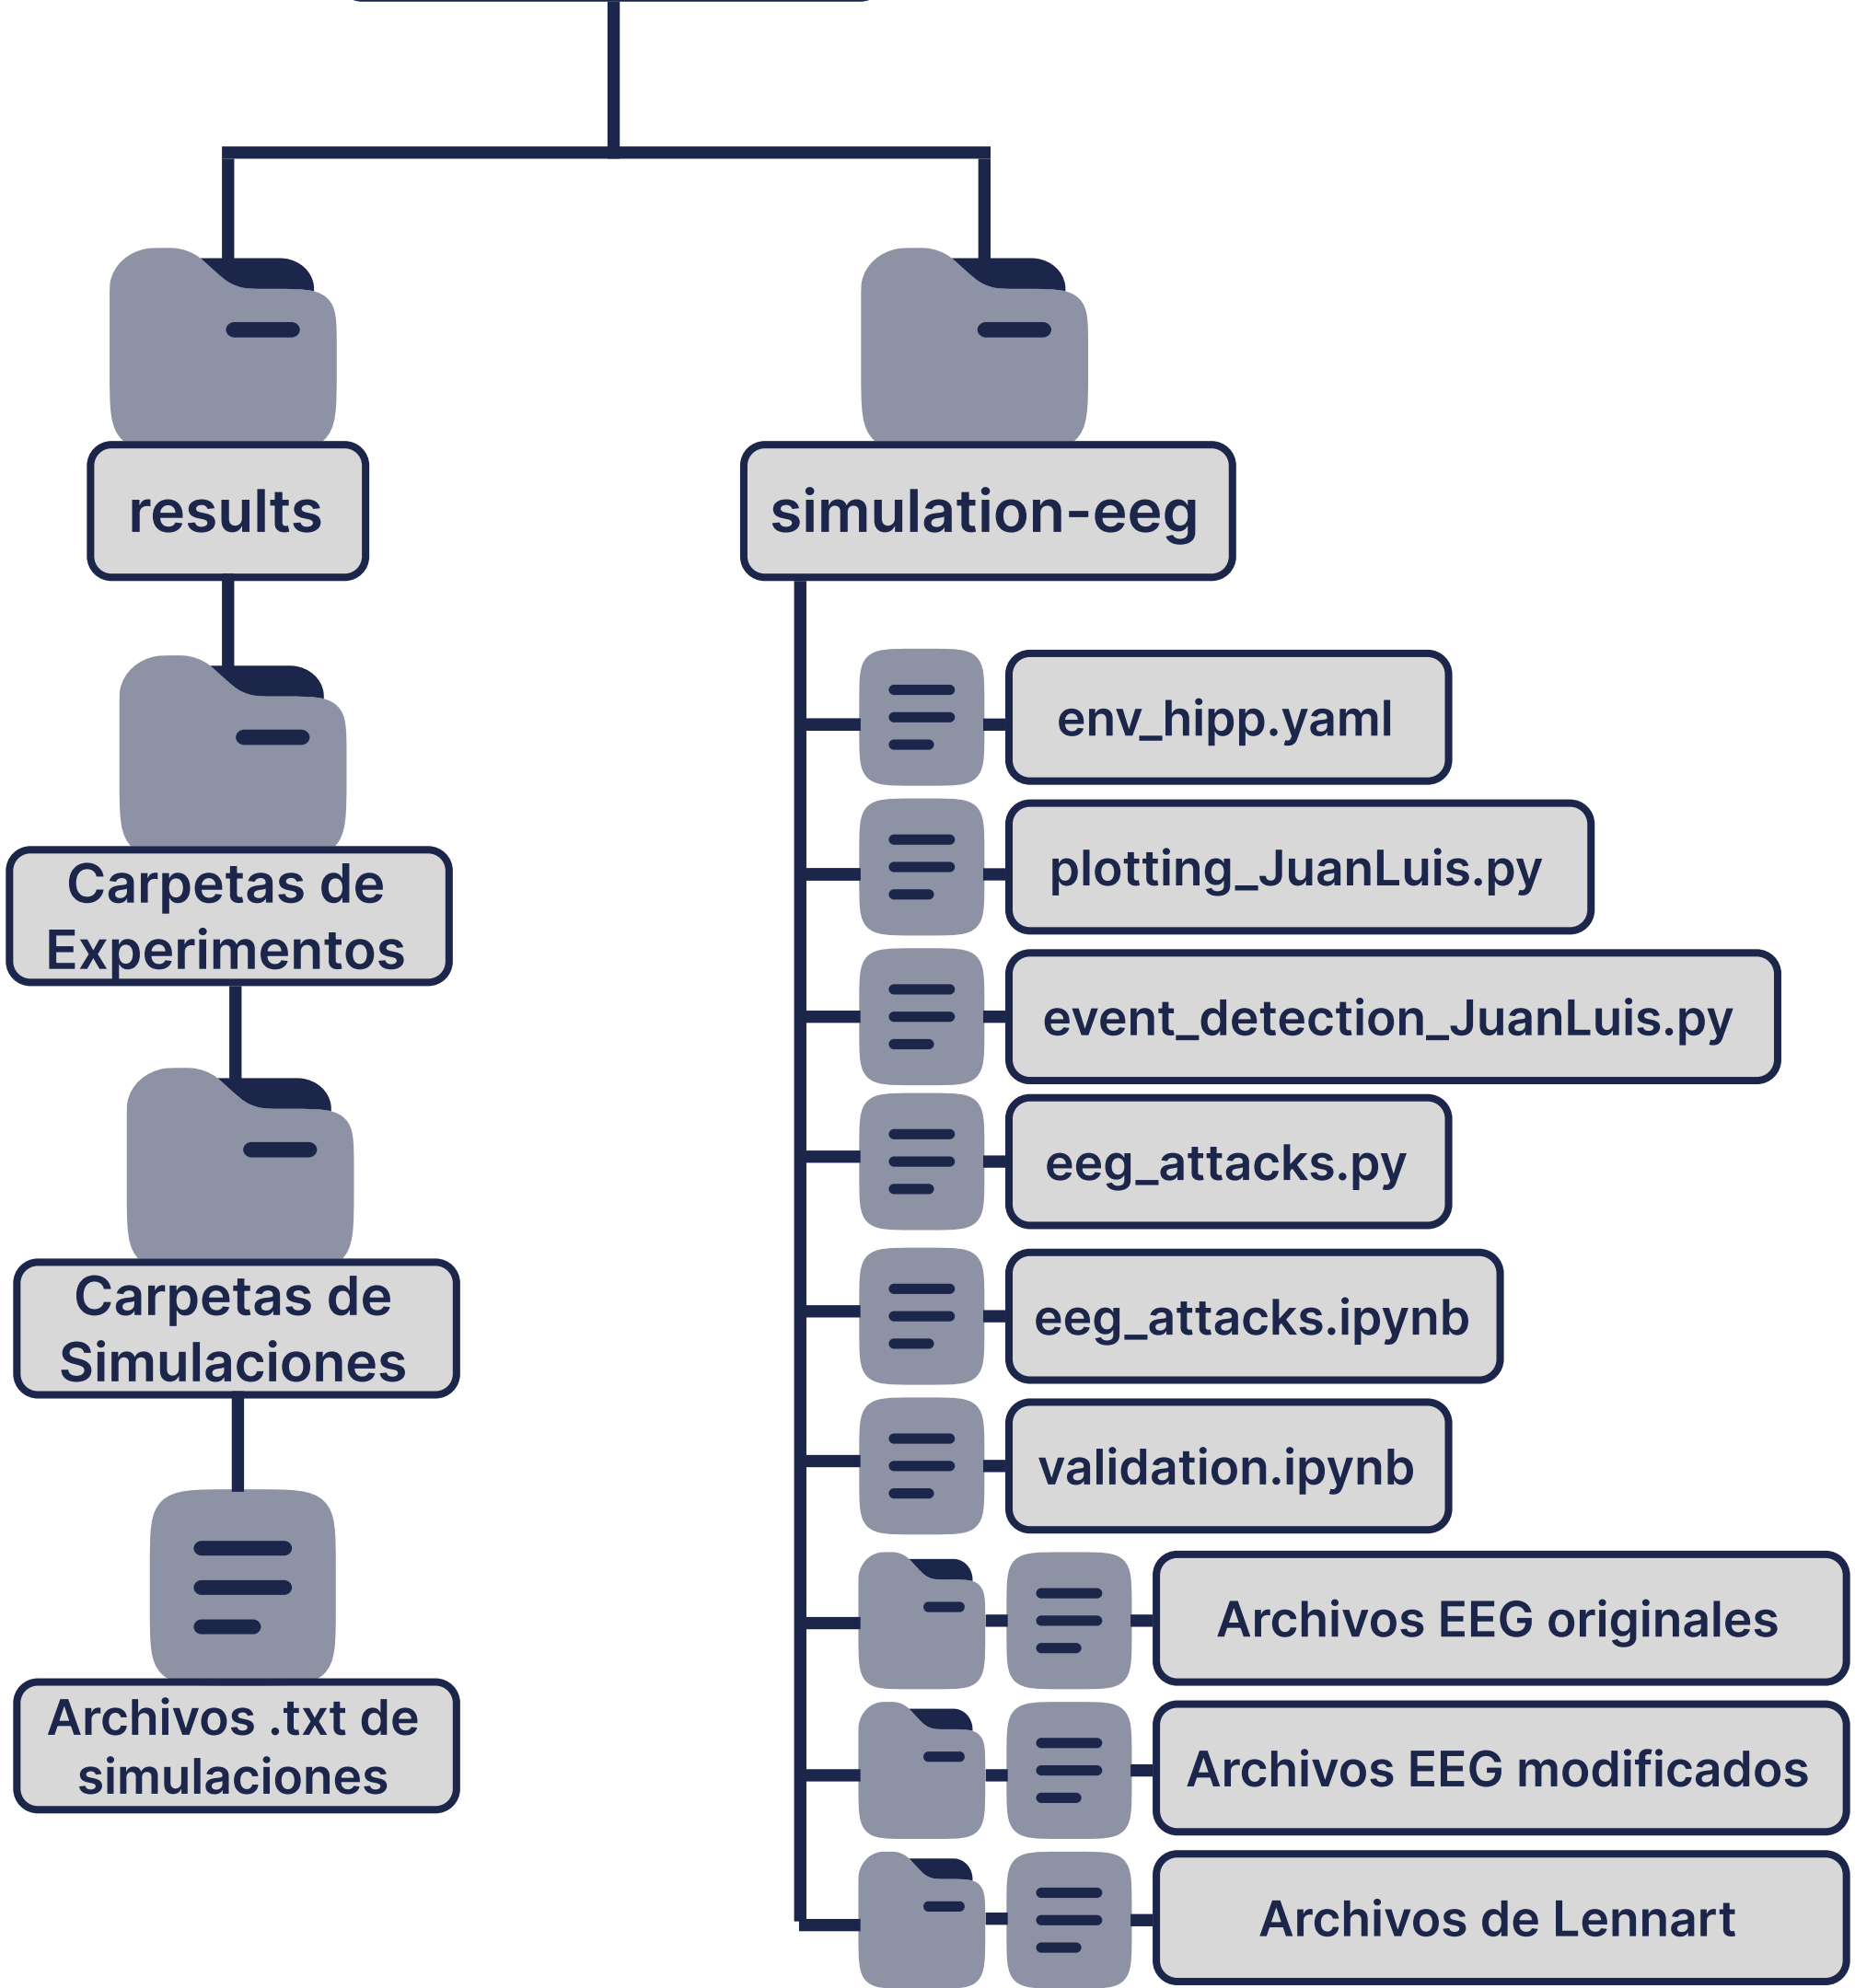 results
simulation-eeg
env_hipp.yaml
plotting_JuanLuis.py
Carpetas de
Experimentos
event_detection_JuanLuis.py
eeg_attacks.py
Carpetas de
Simulaciones
eeg_attacks.ipynb
validation.ipynb
Archivos EEG originales
Archivos .txt de
simulaciones
Archivos EEG modificados
Archivos de Lennart